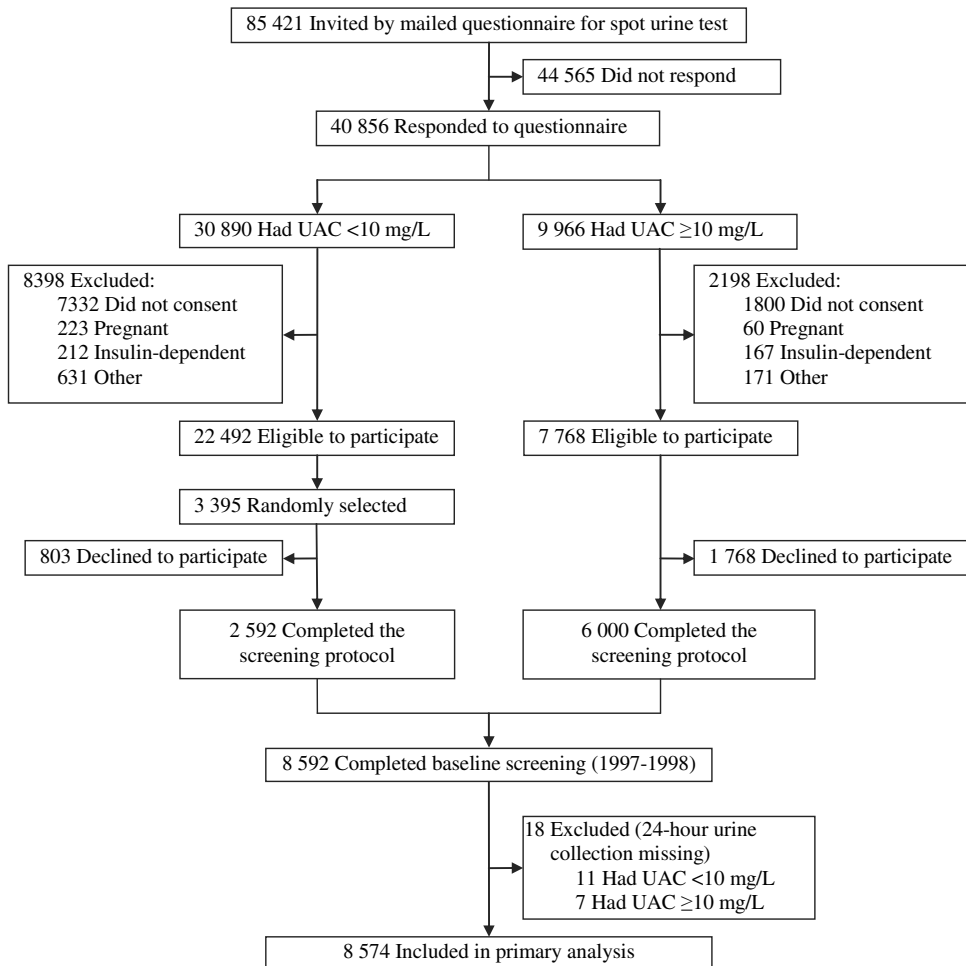 85 421 Invited by mailed questionnaire for spot urine test
44 565 Did not respond
40 856 Responded to questionnaire
30 890 Had UAC <10 mg/L
9 966 Had UAC ≥10 mg/L
8398 Excluded:
7332 Did not consent
223 Pregnant
212 Insulin-dependent
631 Other
2198 Excluded:
1800 Did not consent
60 Pregnant
167 Insulin-dependent
171 Other
22 492 Eligible to participate
7 768 Eligible to participate
3 395 Randomly selected
803 Declined to participate
1 768 Declined to participate
2 592 Completed the
screening protocol
6 000 Completed the
screening protocol
8 592 Completed baseline screening (1997-1998)
18 Excluded (24-hour urine
collection missing)
11 Had UAC <10 mg/L
7 Had UAC ≥10 mg/L
8 574 Included in primary analysis